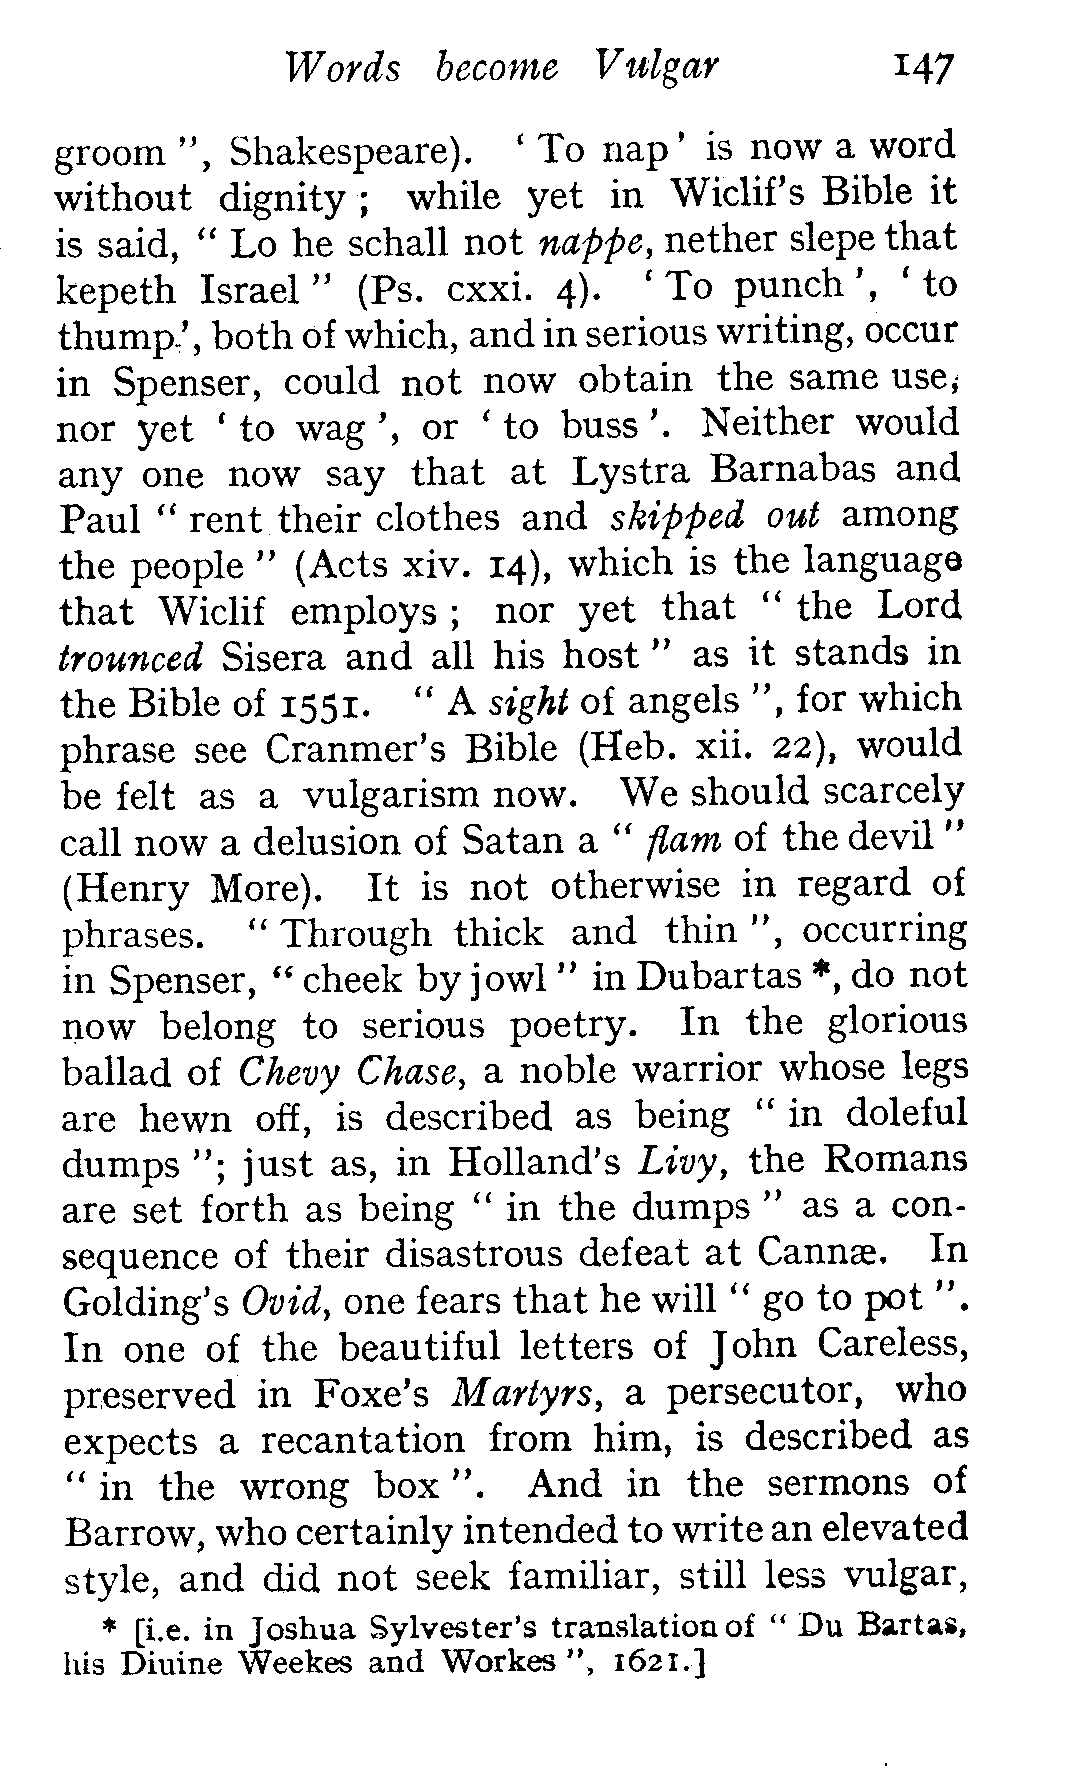 Words become Vulgar 147
groom ”, Shakespeare). ‘ To nap ’ is now a word
without dignity ; while yet in Wiclif’s Bible it
is said, “ Lo he schall not nappe, nether slepe that
kepeth Israel ” (Ps. cxxi. 4). ‘ To punch ’, ‘ to
thump.’, both of which, and in serious writing, occur
in Spenser, could not now obtain the same use,
nor yet ‘ to wag ’, or ‘ to buss ’. Neither would
any one now say that at Lystra Barnabas and
Paul “ rent their clothes and skipped out among
the people ” (Acts xiv. 14), which is the language
that Wiclif employs ; nor yet that “ the Lord
trounced Sisera and all his host ” as it stands in
the Bible of 1551. “ A sight of angels ”, for which
phrase see Cranmer’s Bible (Heb. xii. 22), would
be felt as a vulgarism now. We should scarcely
call now a delusion of Satan a “ flam of the devil ”
(Henry More). It is not otherwise in regard of
phrases. “ Through thick and thin ”, occurring
in Spenser, “ cheek by jowl ” in Dubartas *, do not
now belong to serious poetry. In the glorious
ballad of Chevy Chase, a noble warrior whose legs
are hewn off, is described as being “ in doleful
dumps ”; just as, in Holland’s Livy, the Romans
are set forth as being “ in the dumps ” as a con-
sequence of their disastrous defeat at Cannæ. In
Golding’s Ovid, one fears that he will “ go to pot ”.
In one of the beautiful letters of John Careless,
preserved in Foxe’s Martyrs, a persecutor, who
expects a recantation from him, is described as
“ in the wrong box ”. And in the sermons of
Barrow, who certainly intended to write an elevated
style, and did not seek familiar, still less vulgar,
* [i.e. in Joshua Sylvester’s translation of “ Du Bartas,
his Diuine Weekes and Workes ”, 1621.]